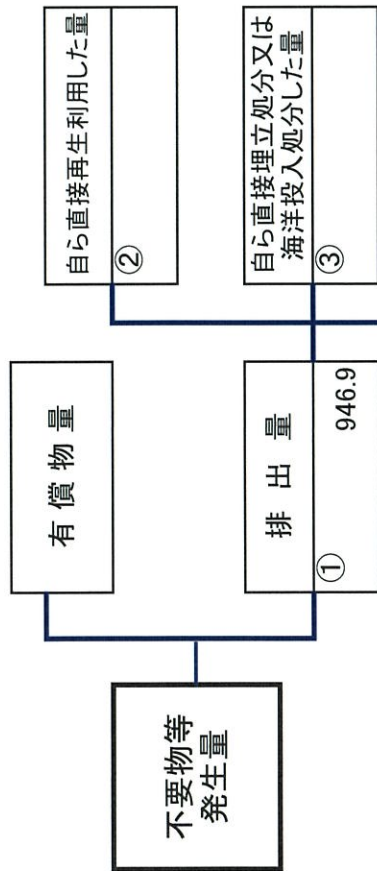 不要物等
発生量
有償物量
排出量
①
946.9
自ら直接再生利用した量
②
自ら直接埋立処分又は
海洋投入処分した量
③